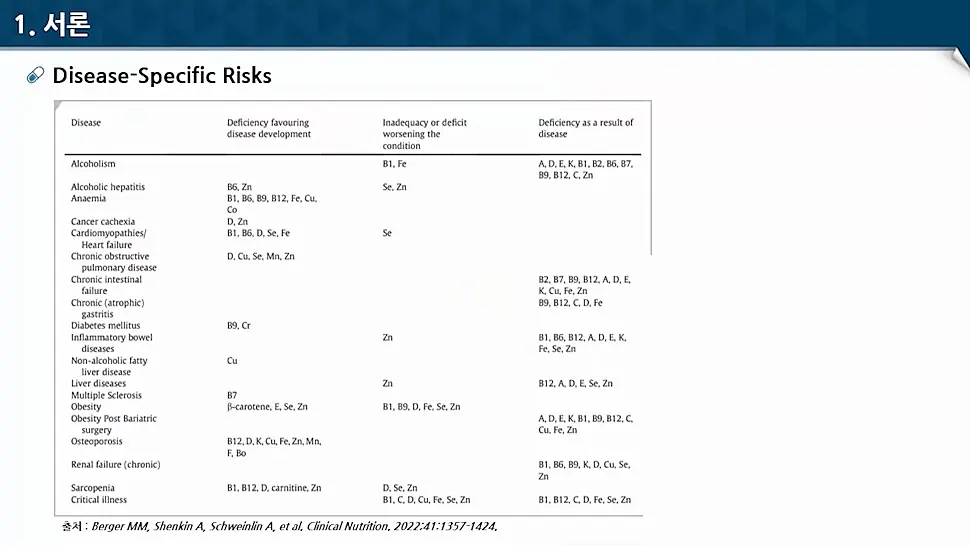 1. 서론
Disease-Specific Risks
Disease Deficiency favouring disease development Inadequacy or deficit worsening the condition Deficiency as a result of disease
Alcoholism B1, Fe A, D, E, K, B1, B2, B6, B7, B9, B12, C, Zn
Alcoholic hepatitis B6, Zn Se, Zn
Anaemia B1, B6, B9, B12, Fe, Cu, Co
Cancer cachexia D, Zn
Cardiomyopathies/ Heart failure B1, B6, D, Se, Fe Se
Chronic obstructive pulmonary disease D, Cu, Se, Mn, Zn
Chronic intestinal failure B2, B7, B9, B12, A, D, E, K, Cu, Fe, Zn
Chronic (atrophic) gastritis B9, B12, C, D, Fe
Diabetes mellitus B9, Cr
Inflammatory bowel diseases Zn B1, B6, B12, A, D, E, K, Fe, Se, Zn
Non-alcoholic fatty liver disease Cu
Liver diseases Zn B12, A, D, E, Se, Zn
Multiple Sclerosis B7
Obesity β-carotene, E, Se, Zn B1, B9, D, Fe, Se, Zn
Obesity Post Bariatric surgery A, D, E, K, B1, B9, B12, C, Cu, Fe, Zn
Osteoporosis B12, D, K, Cu, Fe, Zn, Mn, F, Bo
Renal failure (chronic) B1, B6, B9, K, D, Cu, Se, Zn
Sarcopenia B1, B12, D, carnitine, Zn D, Se, Zn
Critical illness B1, C, D, Cu, Fe, Se, Zn B1, B12, C, D, Fe, Se, Zn
출처 : Berger MM, Shenkin A, Schweinlin A, et al. Clinical Nutrition. 2022;41:1357-1424.